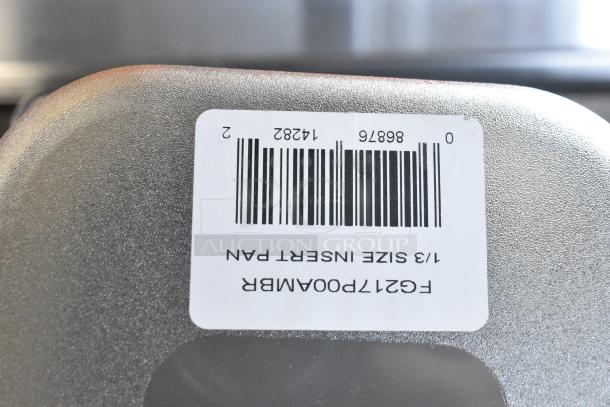 FG217P00AMBR
1/3 SIZE INSERT PAN
0 86876 14282 2
AUCTION GROUP